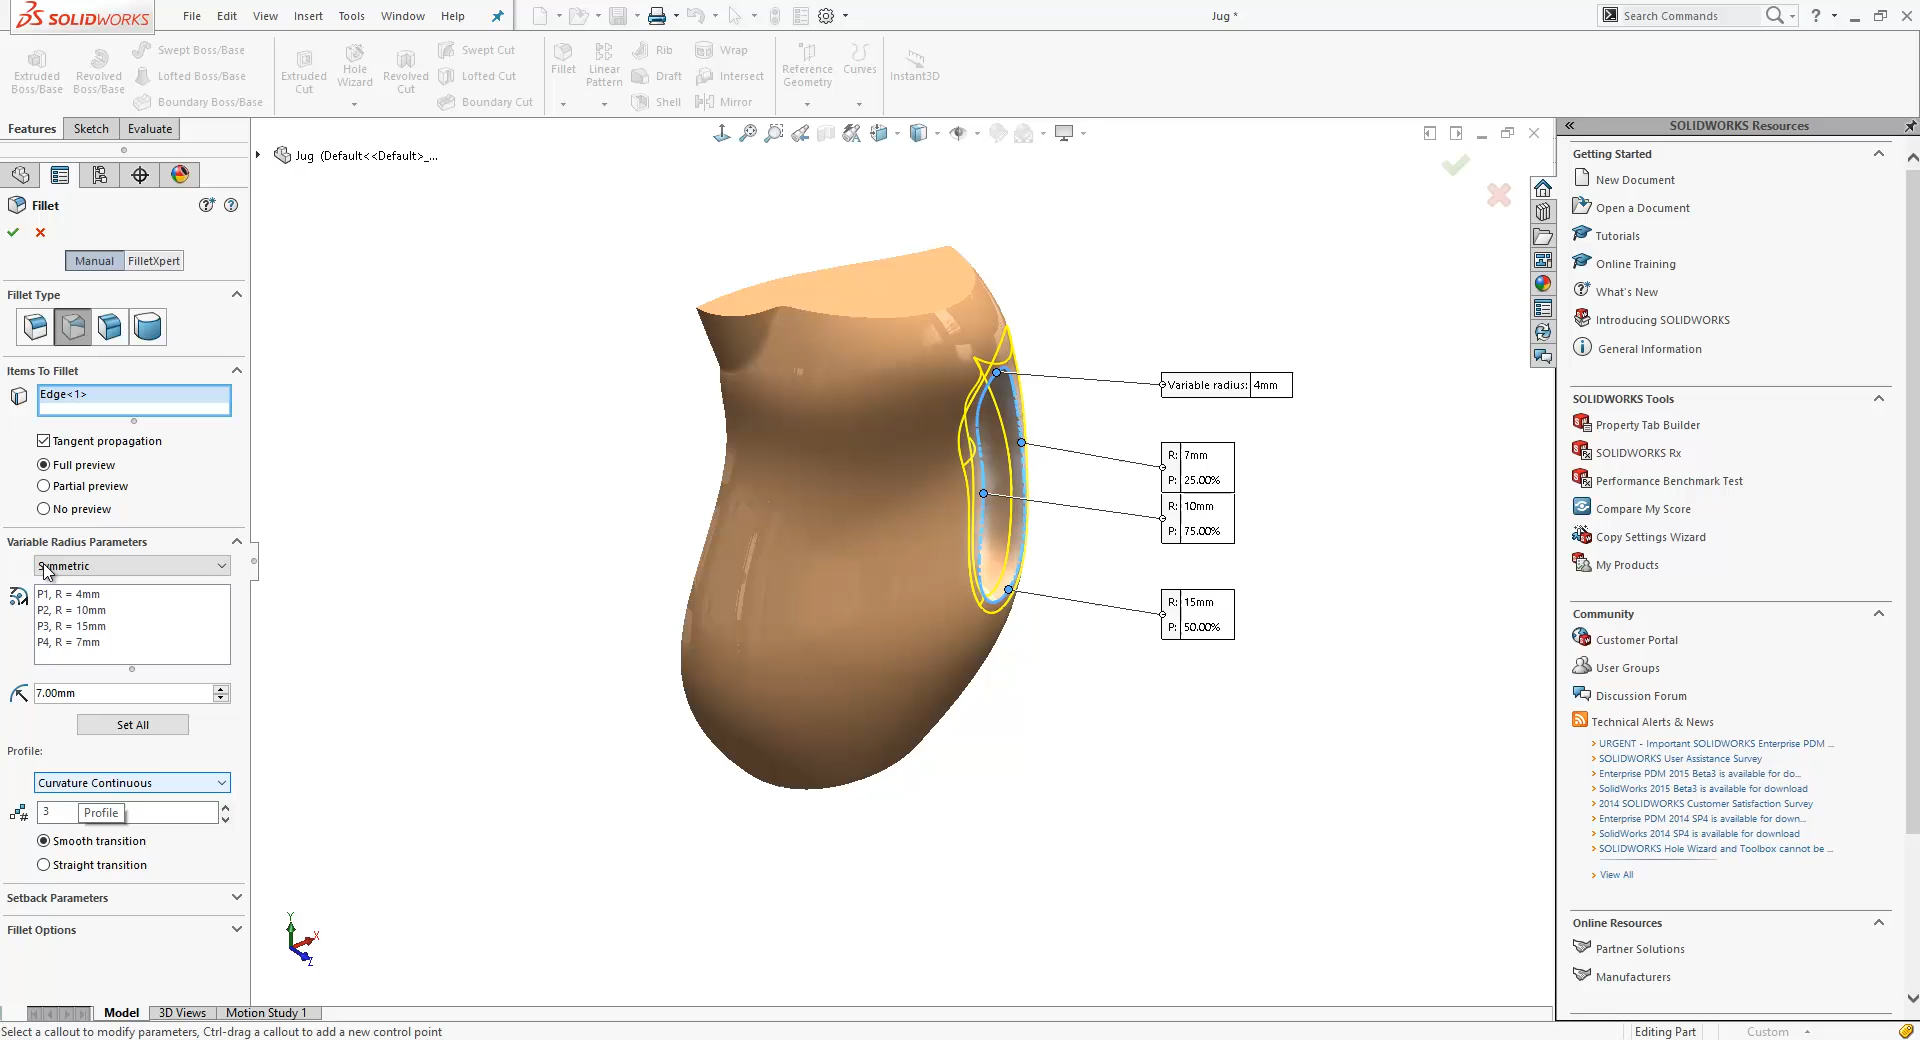 SOLIDWORKS
File Edit View Insert Tools Window Help
Jug *
Search Commands
Extruded Boss/Base
Revolved Boss/Base
Swept Boss/Base
Lofted Boss/Base
Boundary Boss/Base
Extruded Cut
Hole Wizard
Revolved Cut
Swept Cut
Lofted Cut
Boundary Cut
Fillet
Linear Pattern
Rib
Draft
Shell
Wrap
Intersect
Mirror
Reference Geometry
Curves
Instant3D
Features Sketch Evaluate
Jug (Default<<Default>_...
Fillet
Manual FilletXpert
Fillet Type
Items To Fillet
Edge<1>
Tangent propagation
Full preview
Partial preview
No preview
Variable Radius Parameters
Symmetric
P1, R = 4mm
P2, R = 10mm
P3, R = 15mm
P4, R = 7mm
7.00mm
Set All
Profile:
Curvature Continuous
3
Profile
Smooth transition
Straight transition
Setback Parameters
Fillet Options
Variable radius: 4mm
R: 7mm
P: 25.00%
R: 10mm
P: 75.00%
R: 15mm
P: 50.00%
Y
X
Z
SOLIDWORKS Resources
Getting Started
New Document
Open a Document
Tutorials
Online Training
What's New
Introducing SOLIDWORKS
General Information
SOLIDWORKS Tools
Property Tab Builder
SOLIDWORKS Rx
Performance Benchmark Test
Compare My Score
Copy Settings Wizard
My Products
Community
Customer Portal
User Groups
Discussion Forum
Technical Alerts & News
URGENT - Important SOLIDWORKS Enterprise PDM ...
SOLIDWORKS User Assistance Survey
Enterprise PDM 2015 Beta3 is available for do...
SolidWorks 2015 Beta3 is available for download
2014 SOLIDWORKS Customer Satisfaction Survey
Enterprise PDM 2014 SP4 is available for down...
SolidWorks 2014 SP4 is available for download
SOLIDWORKS Hole Wizard and Toolbox cannot be ...
View All
Online Resources
Partner Solutions
Manufacturers
Model 3D Views Motion Study 1
Select a callout to modify parameters, Ctrl-drag a callout to add a new control point
Editing Part
Custom